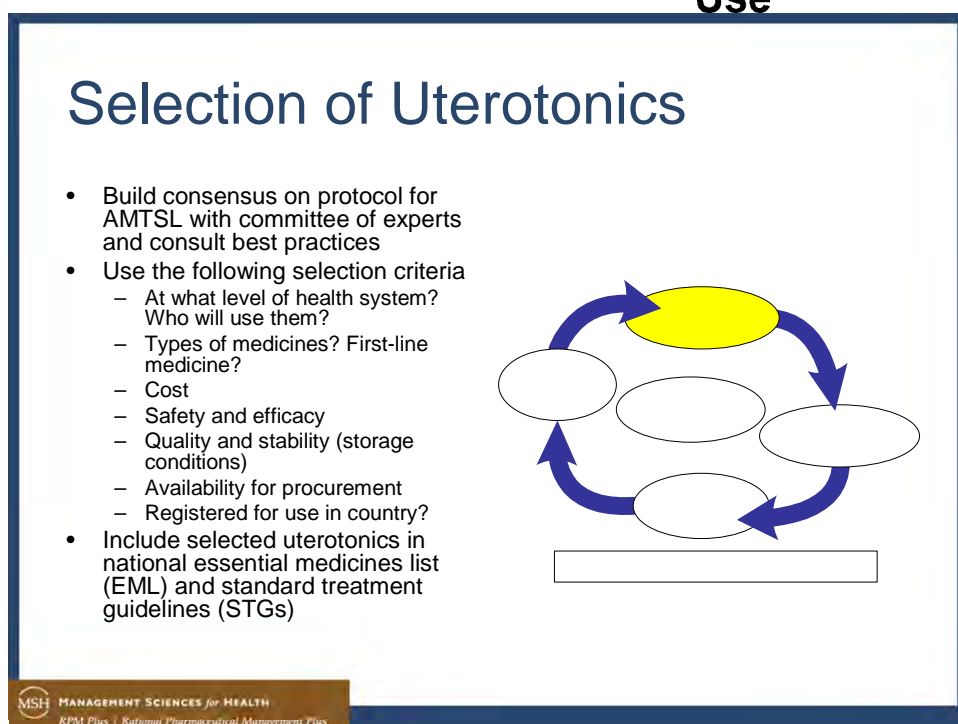 Use
Selection of Uterotonics
• Build consensus on protocol for
AMTSL with committee of experts
and consult best practices
• Use the following selection criteria
– At what level of health system?
Who will use them?
– Types of medicines? First-line
medicine?
– Cost
– Safety and efficacy
– Quality and stability (storage
conditions)
– Availability for procurement
– Registered for use in country?
• Include selected uterotonics in
national essential medicines list
(EML) and standard treatment
guidelines (STGs)
MSH MANAGEMENT SCIENCES for HEALTH
RPM Plus | Rational Pharmaceutical Management Plus